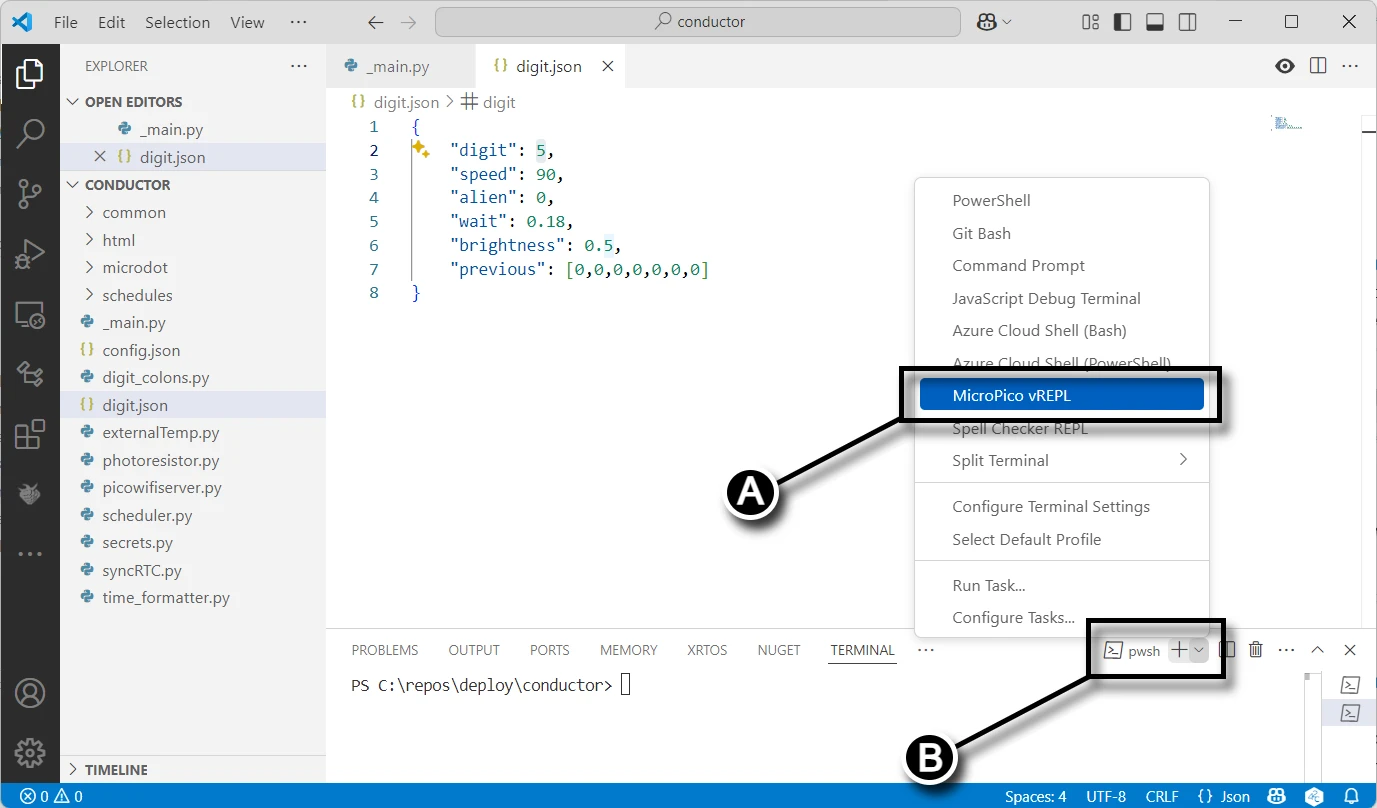 File Edit Selection View ··· conductor
EXPLORER ···
OPEN EDITORS
_main.py
digit.json
CONDUCTOR
common
html
microdot
schedules
_main.py
config.json
digit_colons.py
digit.json
externalTemp.py
photoresistor.py
picowifiserver.py
scheduler.py
secrets.py
syncRTC.py
time_formatter.py
TIMELINE
_main.py {} digit.json
{} digit.json > # digit
1 {
2 "digit": 5,
3 "speed": 90,
4 "alien": 0,
5 "wait": 0.18,
6 "brightness": 0.5,
7 "previous": [0,0,0,0,0,0,0]
8 }
PowerShell
Git Bash
Command Prompt
JavaScript Debug Terminal
Azure Cloud Shell (Bash)
Azure Cloud Shell (PowerShell)
MicroPico vREPL
Spell Checker REPL
Split Terminal
Configure Terminal Settings
Select Default Profile
Run Task...
Configure Tasks...
A
B
PROBLEMS OUTPUT PORTS MEMORY XRTOS NUGET TERMINAL ··· pwsh
PS C:\repos\deploy\conductor>
0 0 Spaces: 4 UTF-8 CRLF {} Json